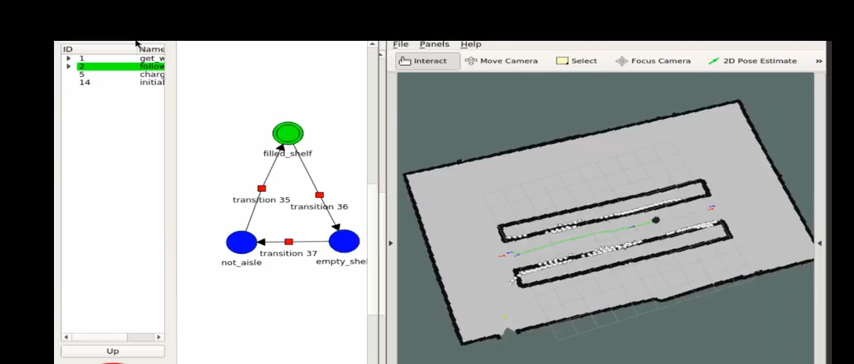 ID Name
1 get_w
2 follow
5 charg
14 initial
filled_shelf
transition 35
transition 36
not_aisle
transition 37
empty_shel
Up
File Panels Help
Interact Move Camera Select Focus Camera 2D Pose Estimate »